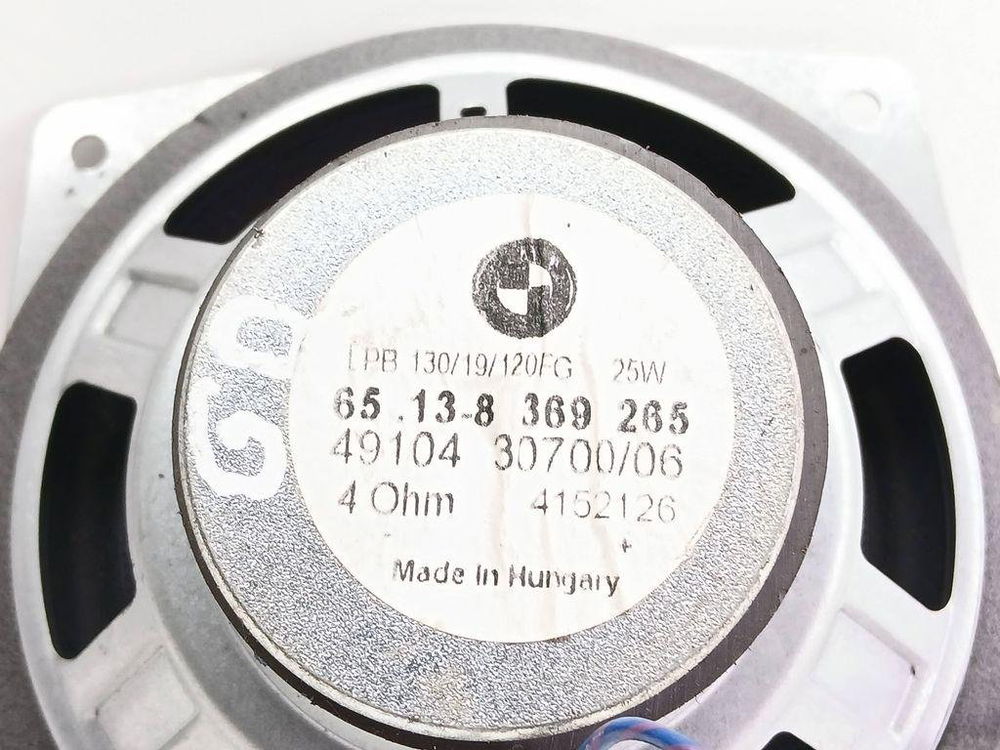 LPB 130/19/120FG 25W
65.13-8 369 265
49104 30700/06
4 Ohm 4152126
+
Made In Hungary